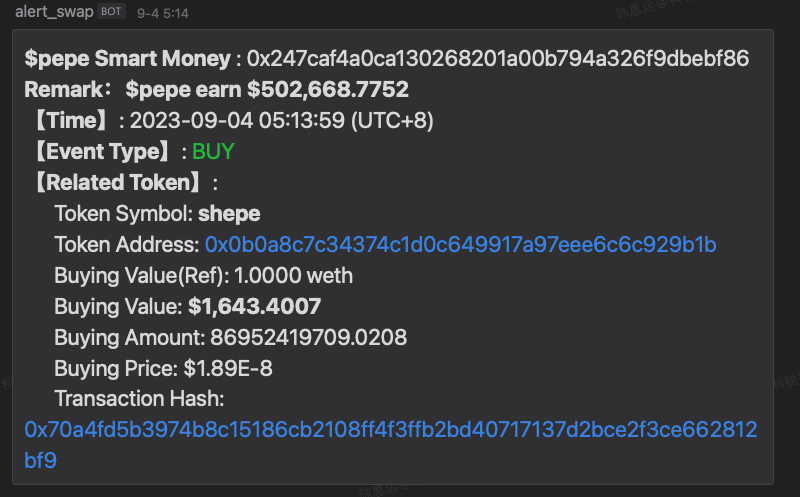 alert_swap BOT 9-4 5:14
$pepe Smart Money : 0x247caf4a0ca130268201a00b794a326f9dbebf86
Remark： $pepe earn $502,668.7752
【Time】 : 2023-09-04 05:13:59 (UTC+8)
【Event Type】 : BUY
【Related Token】 :
Token Symbol: shepe
Token Address: 0x0b0a8c7c34374c1d0c649917a97eee6c6c929b1b
Buying Value(Ref): 1.0000 weth
Buying Value: $1,643.4007
Buying Amount: 86952419709.0208
Buying Price: $1.89E-8
Transaction Hash:
0x70a4fd5b3974b8c15186cb2108ff4f3ffb2bd40717137d2bce2f3ce662812
bf9